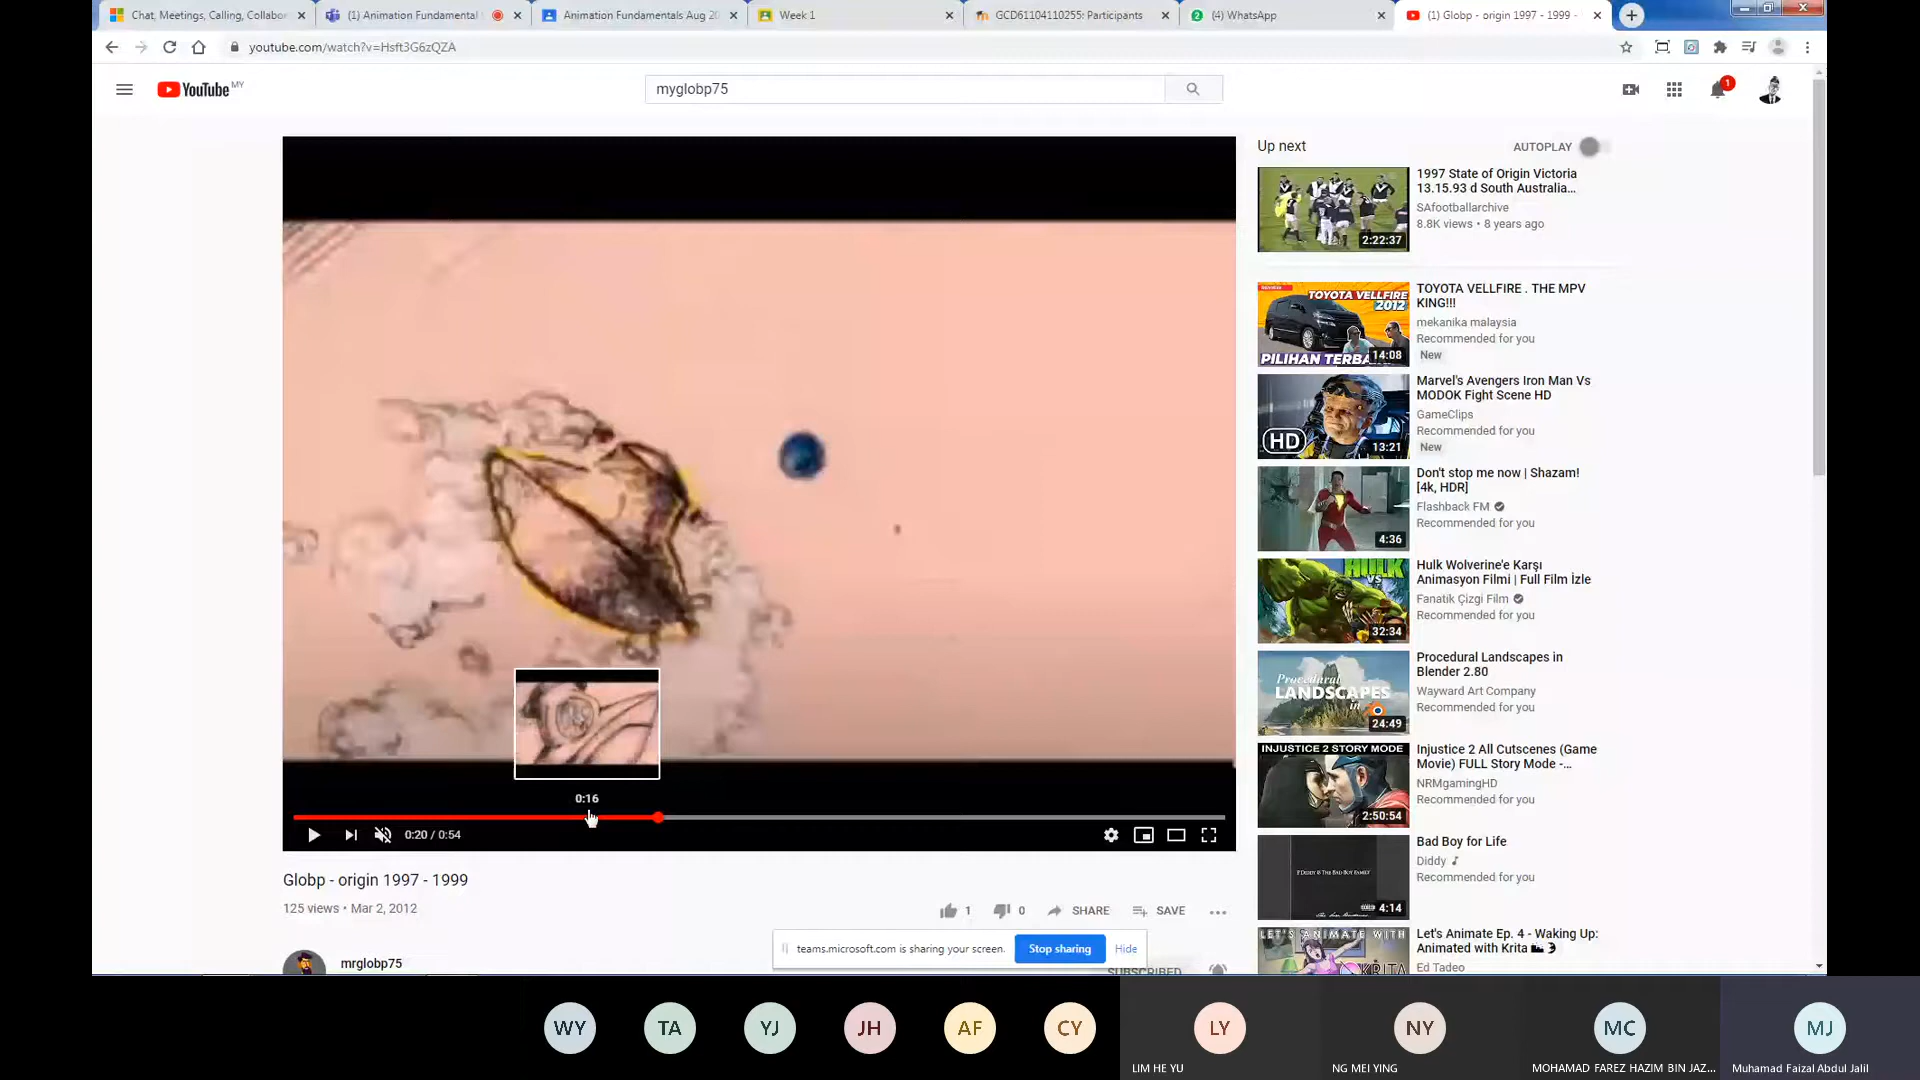 Chat, Meetings, Calling, Collabor
(1) Animation Fundamental
Animation Fundamentals Aug 20
Week 1
GCD61104110255: Participants
(4) WhatsApp
(1) Globp - origin 1997 - 1999 -
youtube.com/watch?v=Hsft3G6zQZA
YouTube MY
myglobp75
1
Up next
AUTOPLAY
1997 State of Origin Victoria
13.15.93 d South Australia...
SAfootballarchive
8.8K views • 8 years ago
2:22:37
TOYOTA VELLFIRE
2012
PILIHAN TERBA
14:08
TOYOTA VELLFIRE . THE MPV
KING!!!
mekanika malaysia
Recommended for you
New
HD
13:21
Marvel's Avengers Iron Man Vs
MODOK Fight Scene HD
GameClips
Recommended for you
New
4:36
Don't stop me now | Shazam!
[4k, HDR]
Flashback FM
Recommended for you
HULK
VS
32:34
Hulk Wolverine'e Karşı
Animasyon Filmi | Full Film İzle
Fanatik Çizgi Film
Recommended for you
Procedural
LANDSCAPES
in
24:49
Procedural Landscapes in
Blender 2.80
Wayward Art Company
Recommended for you
INJUSTICE 2 STORY MODE
2:50:54
Injustice 2 All Cutscenes (Game
Movie) FULL Story Mode -...
NRMgamingHD
Recommended for you
4:14
Bad Boy for Life
Diddy
Recommended for you
LET'S ANIMATE WITH
KRITA
Let's Animate Ep. 4 - Waking Up:
Animated with Krita
Ed Tadeo
0:16
0:20 / 0:54
Globp - origin 1997 - 1999
125 views • Mar 2, 2012
1
0
SHARE
SAVE
teams.microsoft.com is sharing your screen.
Stop sharing
Hide
mrglobp75
SUBSCRIBED
WY
TA
YJ
JH
AF
CY
LY
NY
MC
MJ
LIM HE YU
NG MEI YING
MOHAMAD FAREZ HAZIM BIN JAZ...
Muhamad Faizal Abdul Jalil